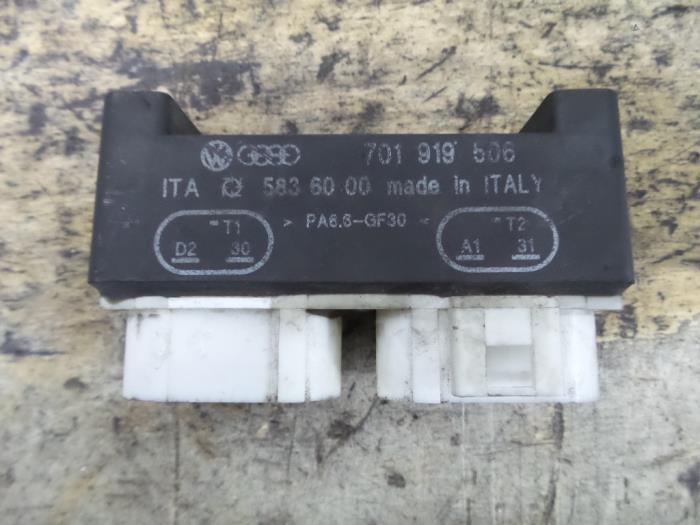 701 919 506
ITA 583 60 00 made in ITALY
T1 > PA6.6-GF30 < T2
D2 30 A1 31